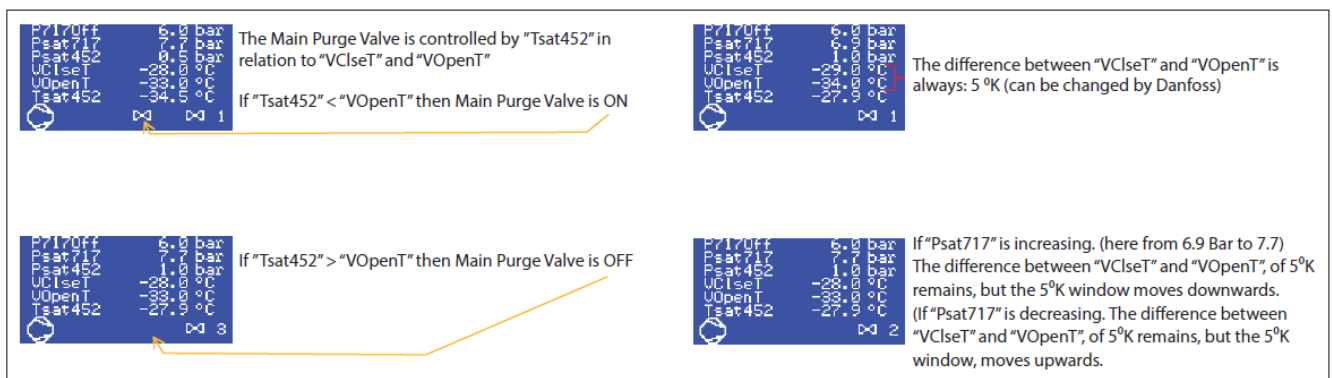 P717Off 6.0 bar
Psat717 7.7 bar
Psat452 0.5 bar
VClseT -28.0 °C
VOpenT -33.0 °C
Tsat452 -34.5 °C
1
The Main Purge Valve is controlled by "Tsat452" in
relation to "VClseT" and "VOpenT"
If "Tsat452" < "VOpenT" then Main Purge Valve is ON
P717Off 6.0 bar
Psat717 6.9 bar
Psat452 1.0 bar
VClseT -29.0 °C
VOpenT -34.0 °C
Tsat452 -27.9 °C
1
The difference between "VClseT" and "VOpenT" is
always: 5 ⁰K (can be changed by Danfoss)
P717Off 6.0 bar
Psat717 7.7 bar
Psat452 1.0 bar
VClseT -28.0 °C
VOpenT -33.0 °C
Tsat452 -27.9 °C
3
If "Tsat452" > "VOpenT" then Main Purge Valve is OFF
P717Off 6.0 bar
Psat717 7.7 bar
Psat452 1.0 bar
VClseT -28.0 °C
VOpenT -33.0 °C
Tsat452 -27.9 °C
2
If "Psat717" is increasing. (here from 6.9 Bar to 7.7)
The difference between "VClseT" and "VOpenT", of 5⁰K
remains, but the 5⁰K window moves downwards.
(If "Psat717" is decreasing. The difference between
"VClseT" and "VOpenT", of 5⁰K remains, but the 5⁰K
window, moves upwards.